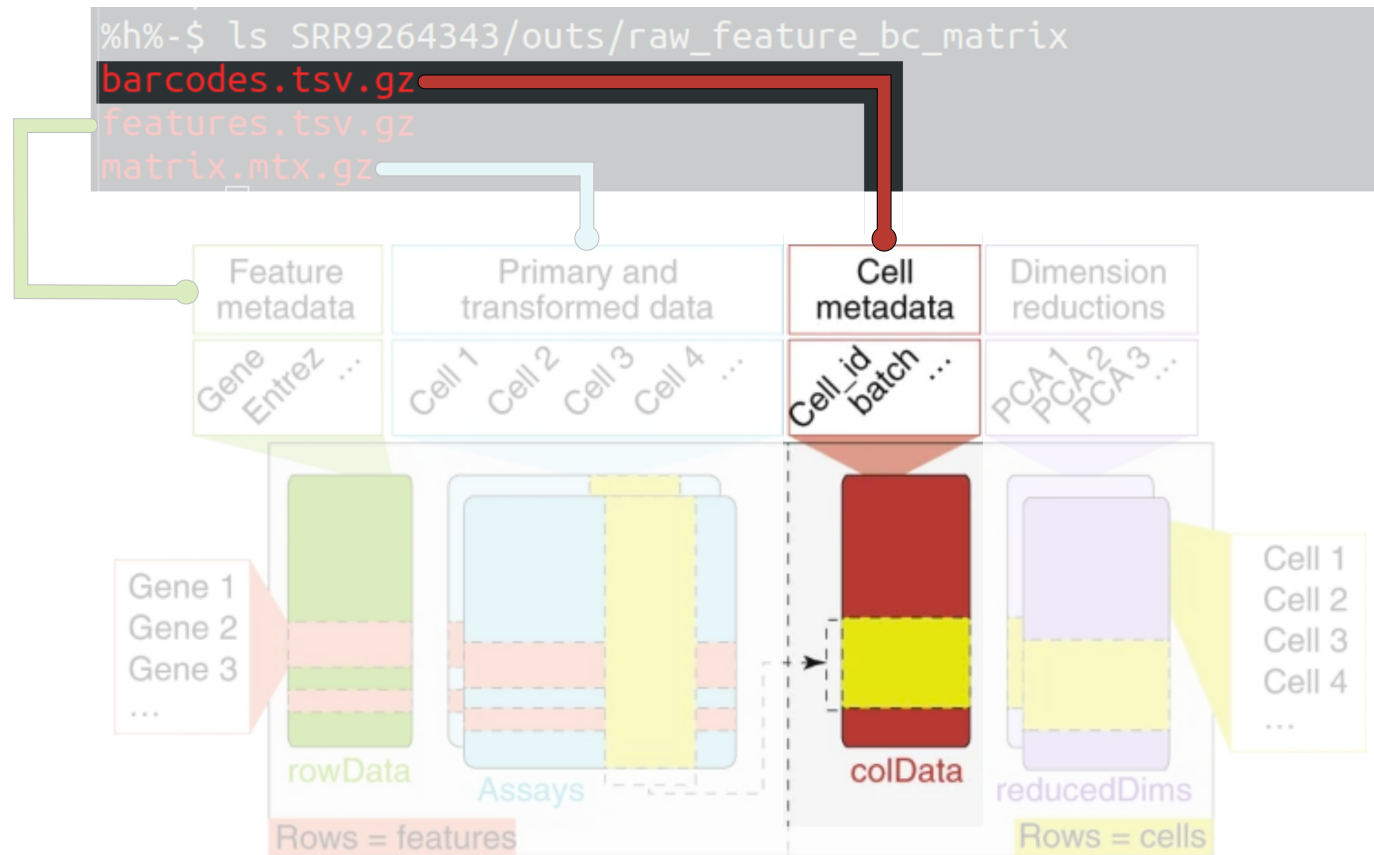 %h%-$ ls SRR9264343/outs/raw_feature_bc_matrix
barcodes.tsv.gz
features.tsv.gz
matrix.mtx.gz
Feature
metadata
Primary and
transformed data
Cell
metadata
Dimension
reductions
Gene
Entrez
...
Cell 1
Cell 2
Cell 3
Cell 4
...
Cell_id
batch
...
PCA 1
PCA 2
PCA 3
...
Gene 1
Gene 2
Gene 3
...
Cell 1
Cell 2
Cell 3
Cell 4
...
rowData
Assays
colData
reducedDims
Rows = features
Rows = cells